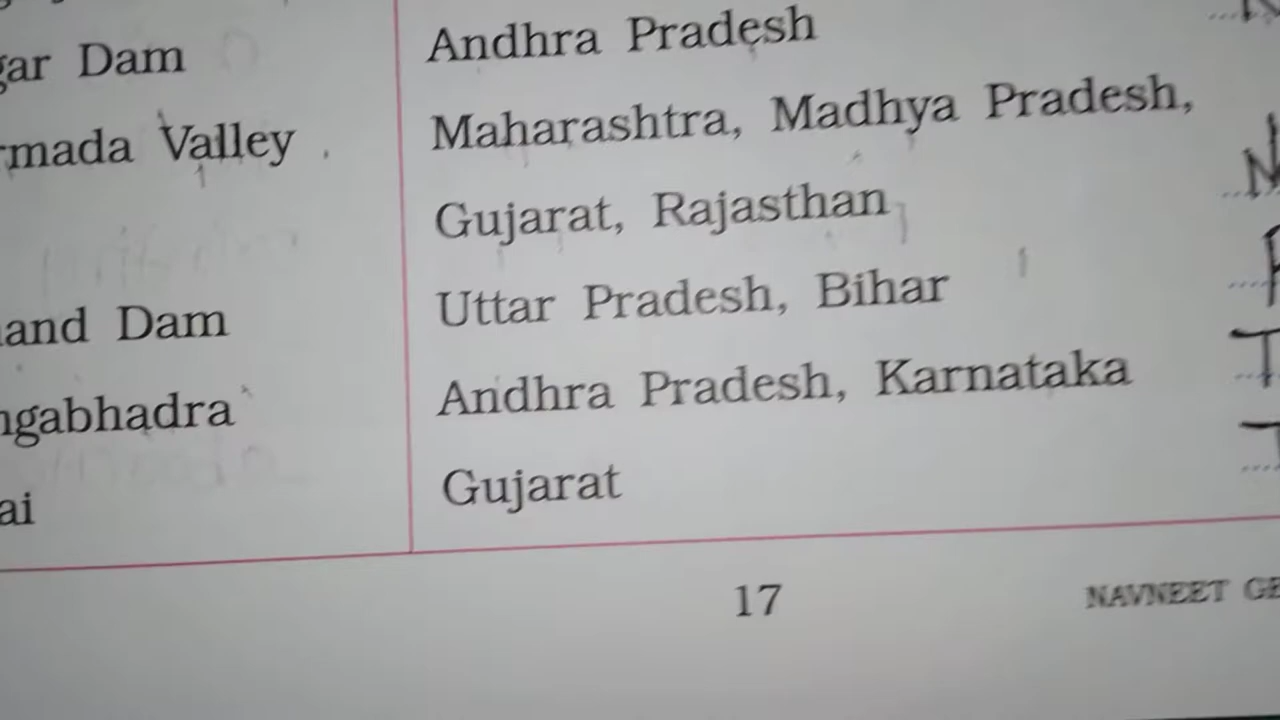 gar Dam Andhra Pradesh
rmada Valley Maharashtra, Madhya Pradesh,
Gujarat, Rajasthan
and Dam Uttar Pradesh, Bihar
ngabhadra Andhra Pradesh, Karnataka
ai Gujarat
17 NAVNEET GE